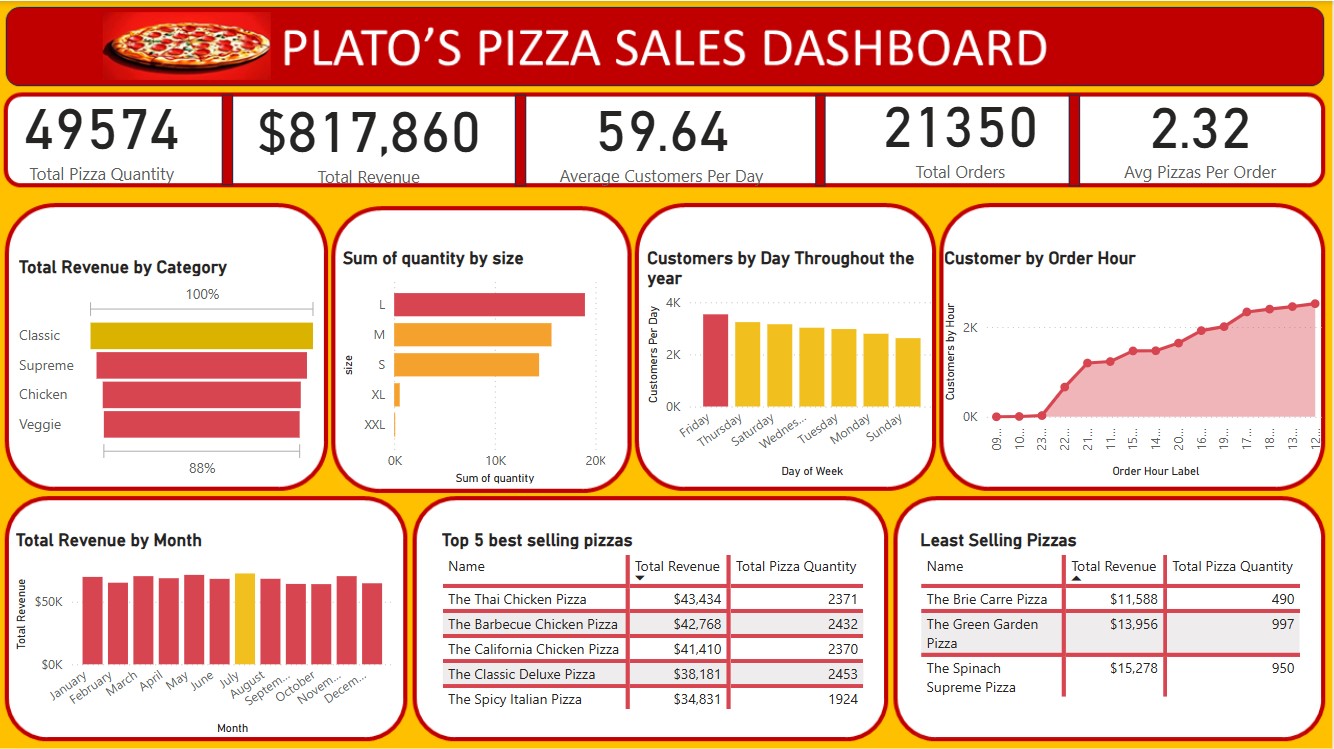 PLATO'S PIZZA SALES DASHBOARD
49574
Total Pizza Quantity
$817,860
Total Revenue
59.64
Average Customers Per Day
21350
Total Orders
2.32
Avg Pizzas Per Order
Total Revenue by Category
100%
Classic
Supreme
Chicken
Veggie
88%
Sum of quantity by size
size
L
M
S
XL
XXL
0K 10K 20K
Sum of quantity
Customers by Day Throughout the
year
Customers Per Day
4K
2K
0K
Friday Thursday Saturday Wednes... Tuesday Monday Sunday
Day of Week
Customer by Order Hour
Customers by Hour
2K
0K
09... 10... 23... 22... 21... 11... 15... 14... 20... 16... 19... 17... 18... 13... 12...
Order Hour Label
Total Revenue by Month
Total Revenue
$50K
$0K
January February March April May June July August Septem... October Novem... Decem...
Month
Top 5 best selling pizzas
Name Total Revenue Total Pizza Quantity
The Thai Chicken Pizza $43,434 2371
The Barbecue Chicken Pizza $42,768 2432
The California Chicken Pizza $41,410 2370
The Classic Deluxe Pizza $38,181 2453
The Spicy Italian Pizza $34,831 1924
Least Selling Pizzas
Name Total Revenue Total Pizza Quantity
The Brie Carre Pizza $11,588 490
The Green Garden $13,956 997
Pizza
The Spinach $15,278 950
Supreme Pizza